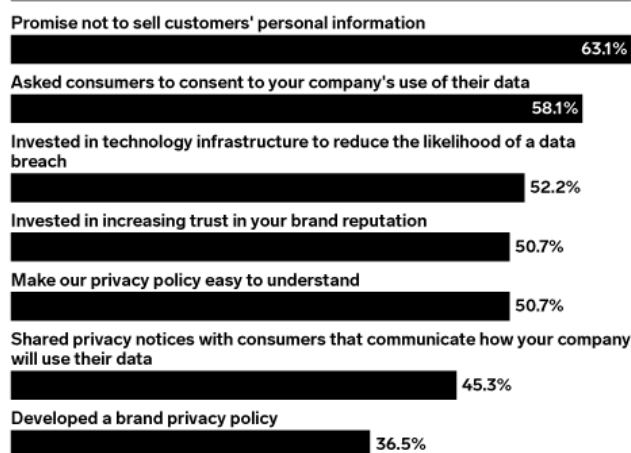 Promise not to sell customers' personal information
63.1%
Asked consumers to consent to your company's use of their data
58.1%
Invested in technology infrastructure to reduce the likelihood of a data
breach
52.2%
Invested in increasing trust in your brand reputation
50.7%
Make our privacy policy easy to understand
50.7%
Shared privacy notices with consumers that communicate how your company
will use their data
45.3%
Developed a brand privacy policy
36.5%